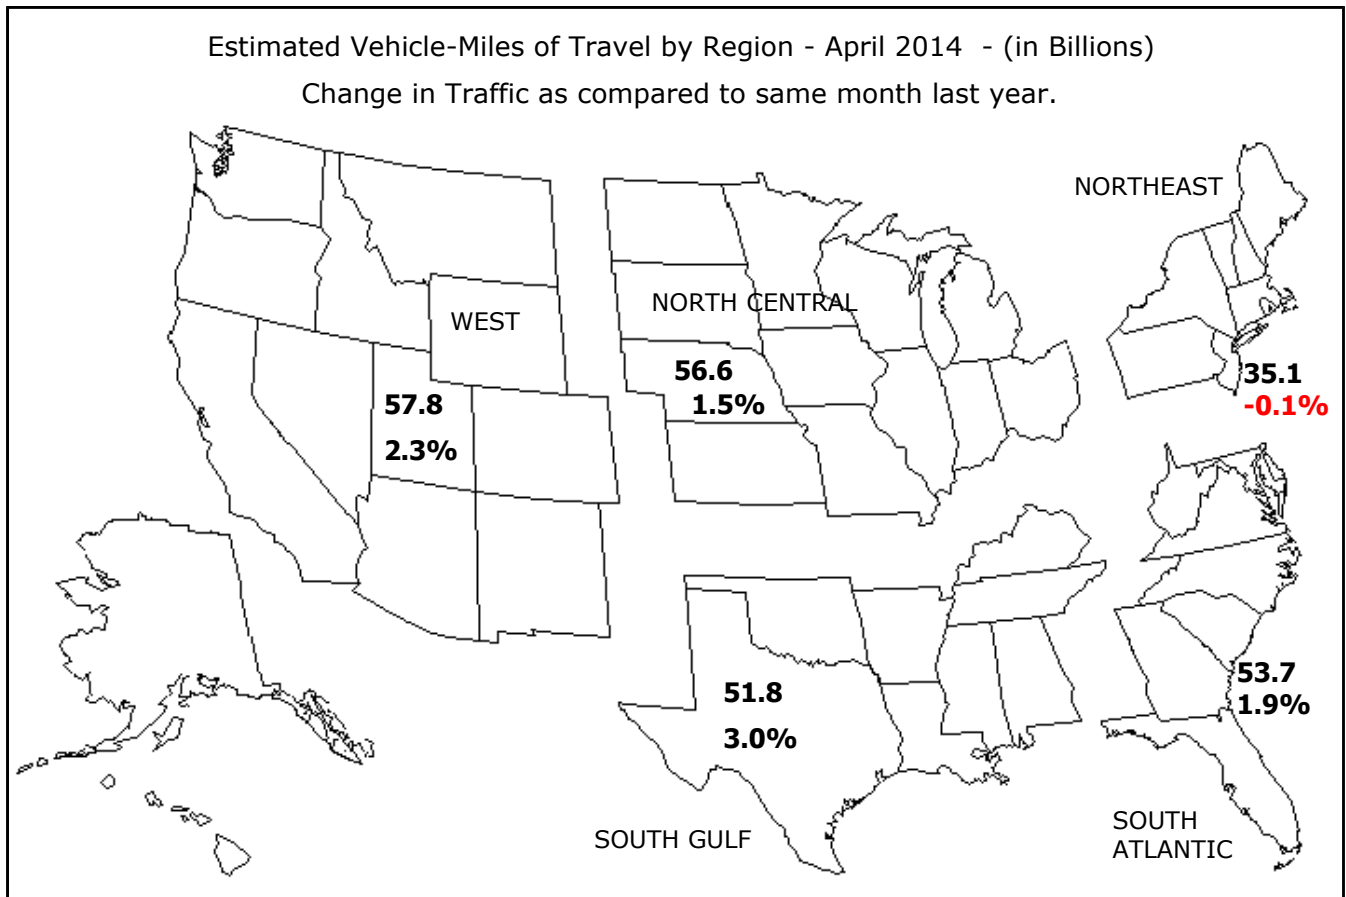 Estimated Vehicle-Miles of Travel by Region - April 2014 - (in Billions)
Change in Traffic as compared to same month last year.
NORTHEAST
NORTH CENTRAL
WEST
56.6
1.5%
35.1
-0.1%
57.8
2.3%
53.7
1.9%
51.8
3.0%
SOUTH GULF
SOUTH
ATLANTIC